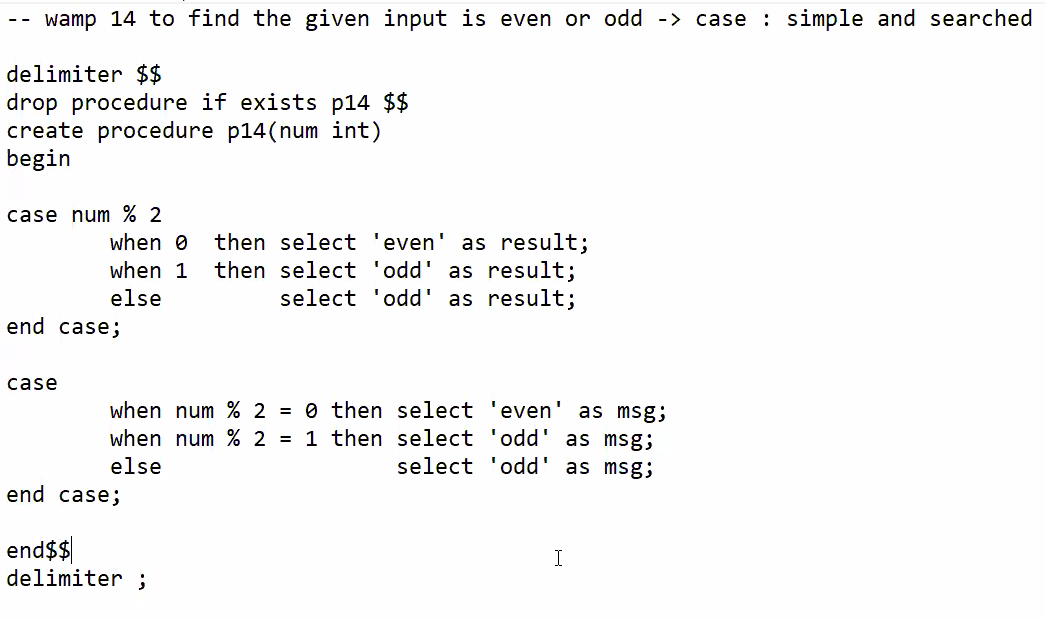 -- wamp 14 to find the given input is even or odd -> case : simple and searched
delimiter $$
drop procedure if exists p14 $$
create procedure p14(num int)
begin
case num % 2
when 0 then select 'even' as result;
when 1 then select 'odd' as result;
else select 'odd' as result;
end case;
case
when num % 2 = 0 then select 'even' as msg;
when num % 2 = 1 then select 'odd' as msg;
else select 'odd' as msg;
end case;
end$$
delimiter ;